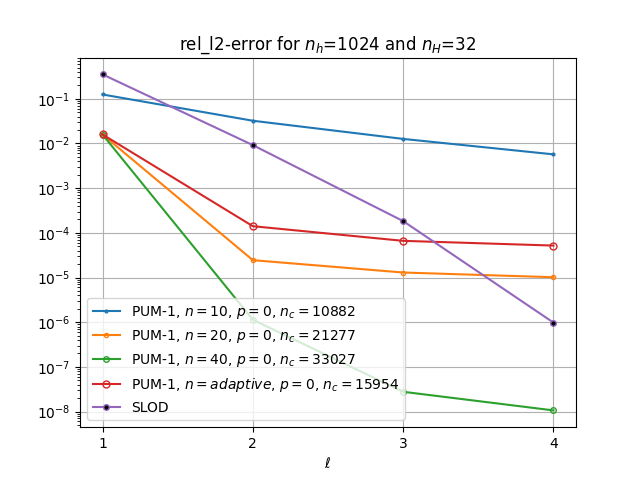 rel_l2-error for $n_h$=1024 and $n_H$=32
10⁻¹
10⁻²
10⁻³
10⁻⁴
10⁻⁵
10⁻⁶
10⁻⁷
10⁻⁸
PUM-1, n = 10, p = 0, $n_c$ = 10882
PUM-1, n = 20, p = 0, $n_c$ = 21277
PUM-1, n = 40, p = 0, $n_c$ = 33027
PUM-1, n = adaptive, p = 0, $n_c$ = 15954
SLOD
1 2 3 4
ℓ